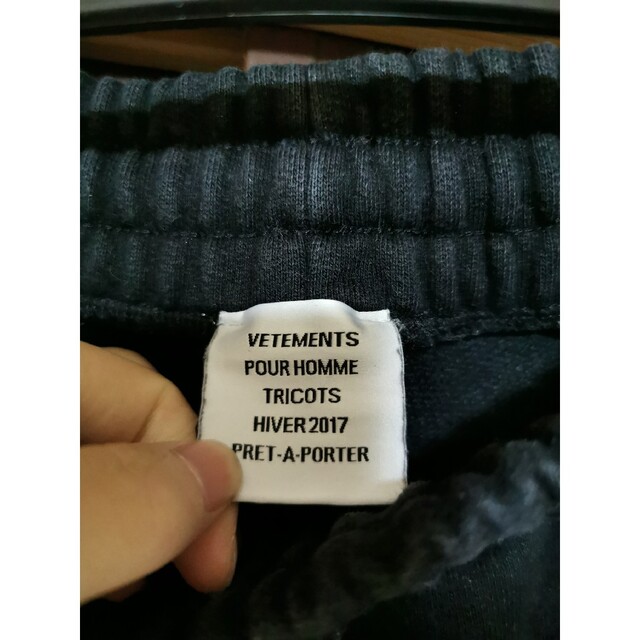 VETEMENTS
POUR HOMME
TRICOTS
HIVER 2017
PRET-A-PORTER